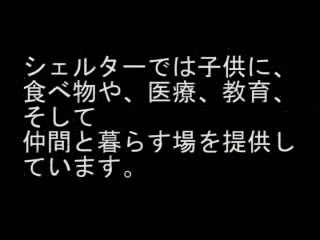 シェルターでは子供に、
食べ物や、医療、教育、
そして
仲間と暮らす場を提供し
ています。